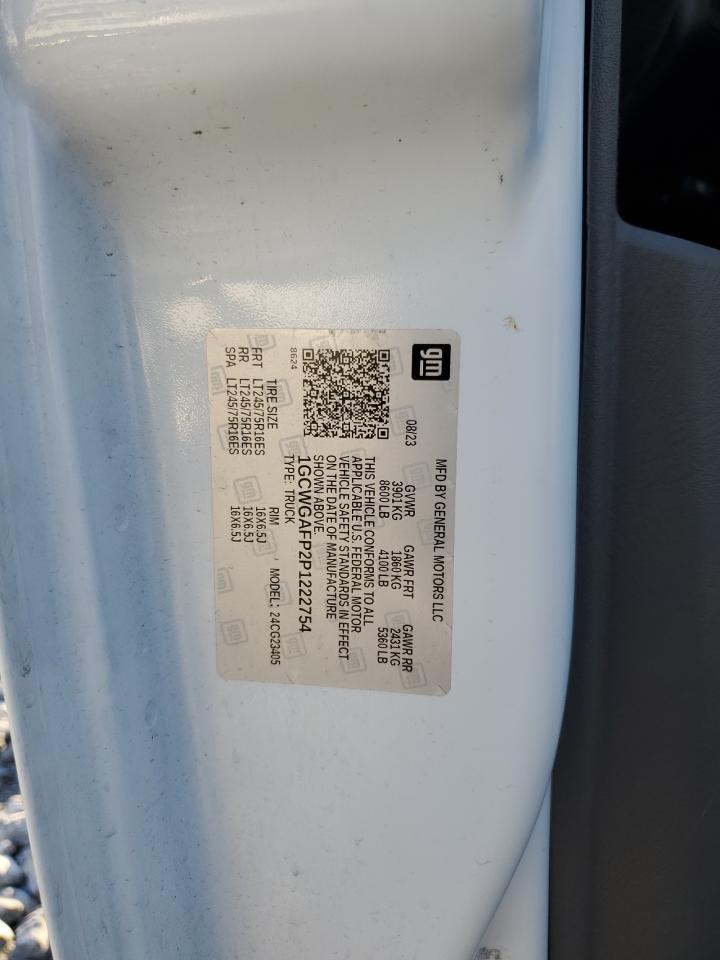 gm
MFD BY GENERAL MOTORS LLC
08/23 GVWR GAWR FRT GAWR RR
3901 KG 1860 KG 2431 KG
8600 LB 4100 LB 5360 LB
THIS VEHICLE CONFORMS TO ALL
APPLICABLE U.S. FEDERAL MOTOR
VEHICLE SAFETY STANDARDS IN EFFECT
ON THE DATE OF MANUFACTURE
SHOWN ABOVE.
1GCWGAFP2P1222754
8624 TYPE: TRUCK MODEL: 24CG23405
TIRE SIZE RIM
FRT LT245/75R16ES 16X6.5J
RR LT245/75R16ES 16X6.5J
SPA LT245/75R16ES 16X6.5J